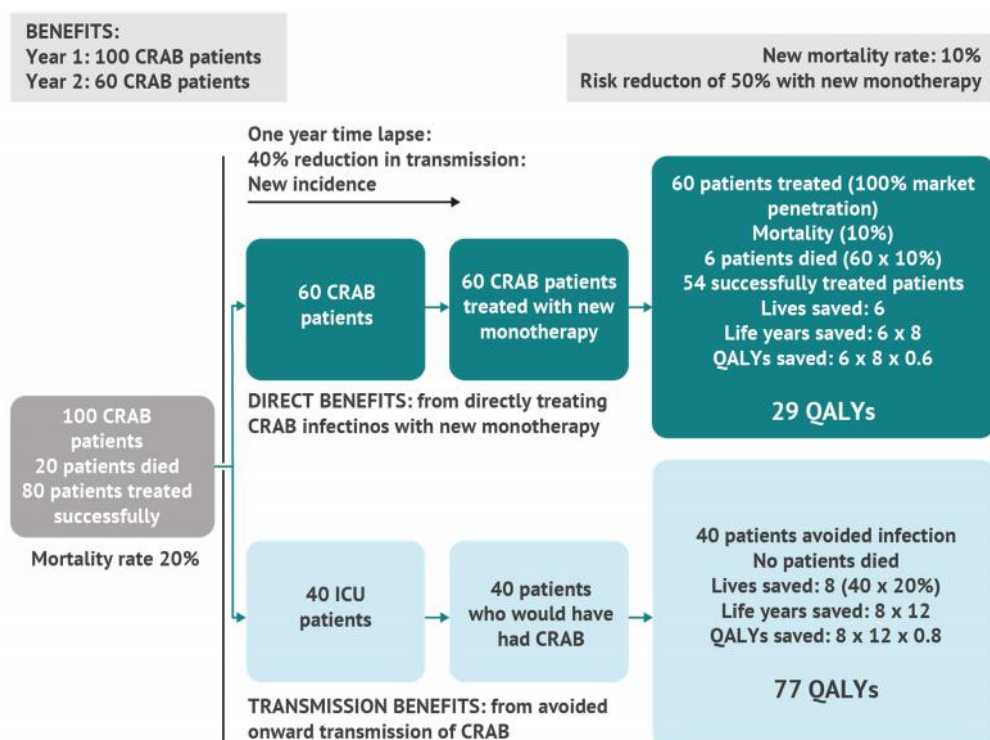 BENEFITS:
Year 1: 100 CRAB patients
Year 2: 60 CRAB patients
New mortality rate: 10%
Risk reducton of 50% with new monotherapy
One year time lapse:
40% reduction in transmission:
New incidence
60 CRAB
patients
60 CRAB patients
treated with new
monotherapy
60 patients treated (100% market
penetration)
Mortality (10%)
6 patients died (60 x 10%)
54 successfully treated patients
Lives saved: 6
Life years saved: 6 x 8
QALYs saved: 6 x 8 x 0.6
29 QALYs
DIRECT BENEFITS: from directly treating
CRAB infectinos with new monotherapy
100 CRAB
patients
20 patients died
80 patients treated
successfully
Mortality rate 20%
40 ICU
patients
40 patients
who would have
had CRAB
40 patients avoided infection
No patients died
Lives saved: 8 (40 x 20%)
Life years saved: 8 x 12
QALYs saved: 8 x 12 x 0.8
77 QALYs
TRANSMISSION BENEFITS: from avoided
onward transmission of CRAB